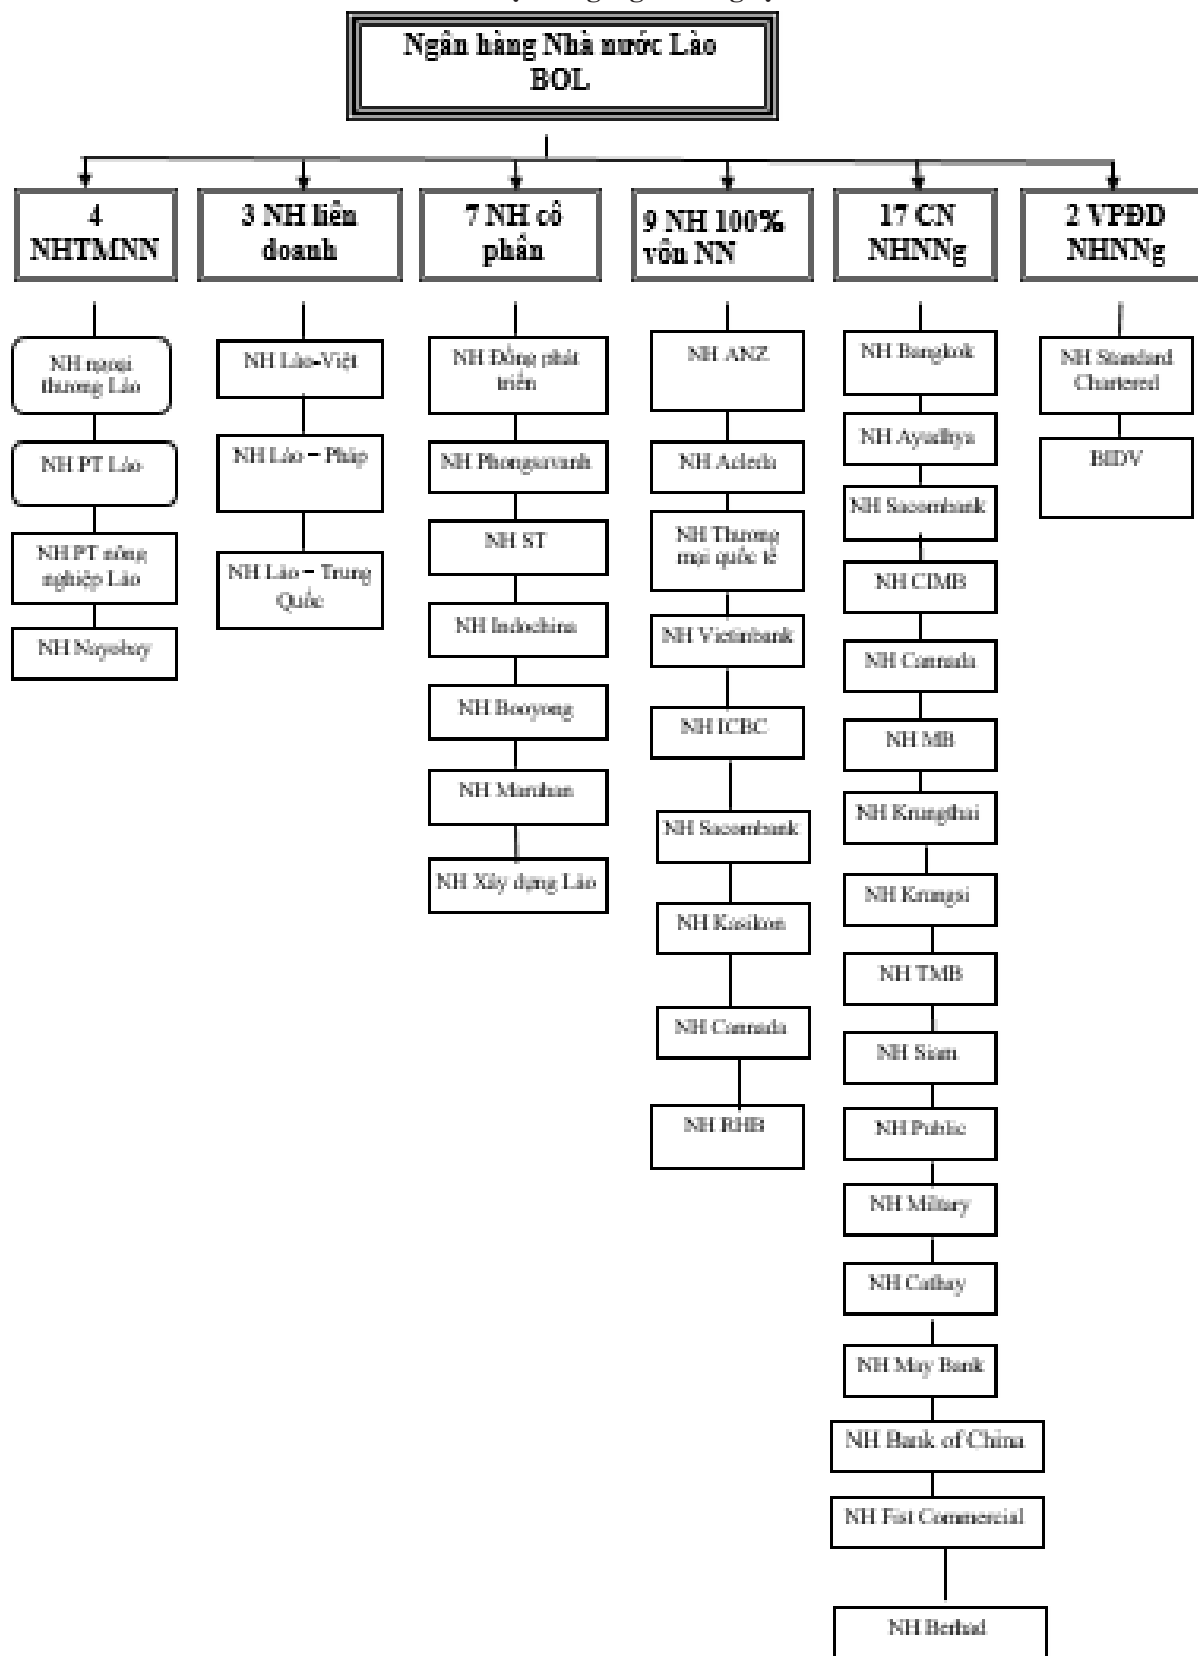 Ngân hàng Nhà nước Lào
BOL
4
NHTMNN
3 NH liên
doanh
7 NH cổ
phần
9 NH 100%
vốn NN
17 CN
NHNNg
2 VPĐD
NHNNg
NH ngoại
thương Lào
NH PT Lào
NH PT nông
nghiệp Lào
NH Nayobay
NH Lào-Việt
NH Lào – Pháp
NH Lào – Trung
Quốc
NH Đông phát
triển
NH Phongsavanh
NH ST
NH Indochina
NH Booyong
NH Maruhan
NH Xây dựng Lào
NH ANZ
NH Acleda
NH Thương
mại quốc tế
NH Vietinbank
NH ICBC
NH Sacombank
NH Kasikon
NH Cannada
NH RHB
NH Bangkok
NH Ayudhya
NH Sacombank
NH CIMB
NH Cannada
NH MB
NH Krungthai
NH Krungsi
NH TMB
NH Siam
NH Public
NH Miltary
NH Cathay
NH May Bank
NH Bank of China
NH Fist Commercial
NH Berhad
NH Standard
Chartered
BIDV